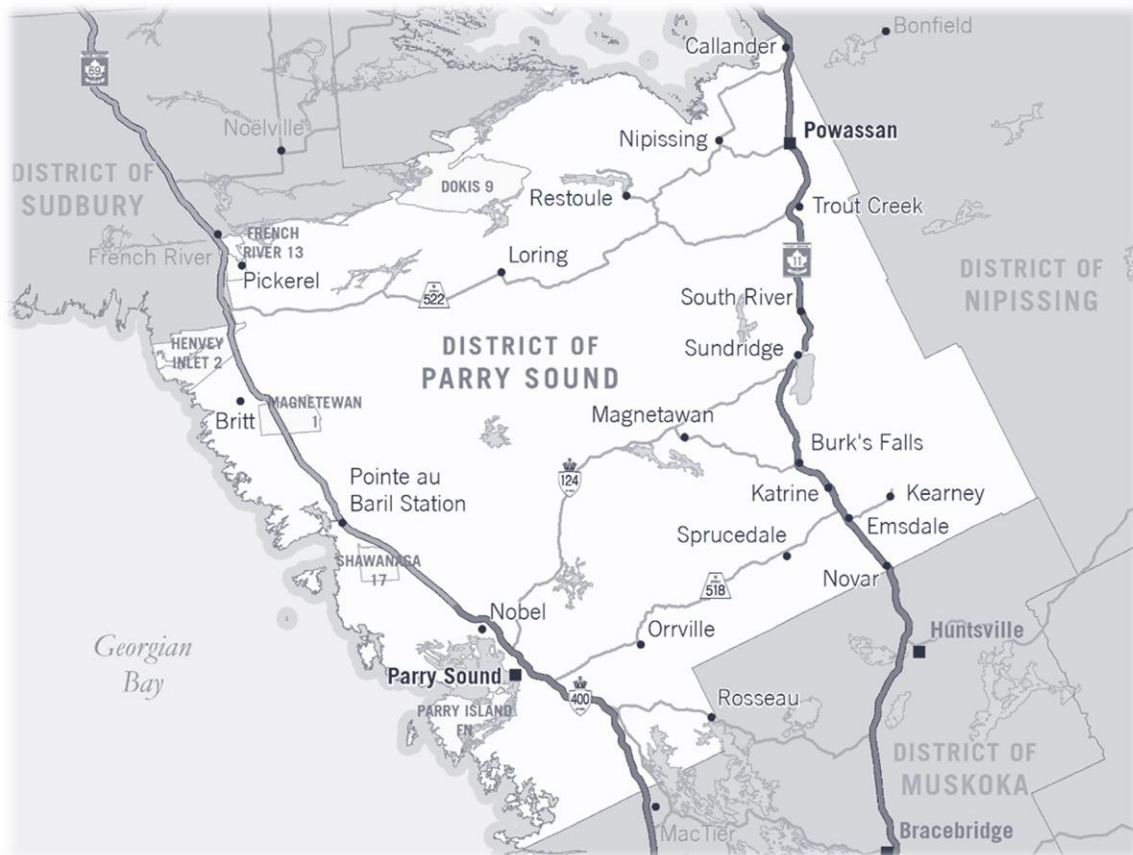 Bonfield
Callander
69
Noëlville
Nipissing
Powassan
DISTRICT OF
SUDBURY
DOKIS 9
Restoule
Trout Creek
FRENCH
RIVER 13
French River
Pickerel
Loring
11
522
South River
DISTRICT OF
NIPISSING
HENVEY
INLET 2
DISTRICT OF
PARRY SOUND
Sundridge
MAGNETEWAN
1
Britt
Magnetawan
Burk's Falls
124
Pointe au
Baril Station
Katrine
Kearney
Emsdale
Sprucedale
SHAWANAGA
17
518
Novar
Nobel
Orrville
Huntsville
Georgian
Bay
Parry Sound
400
Rosseau
PARRY ISLAND
FN
DISTRICT OF
MUSKOKA
MacTier
Bracebridge